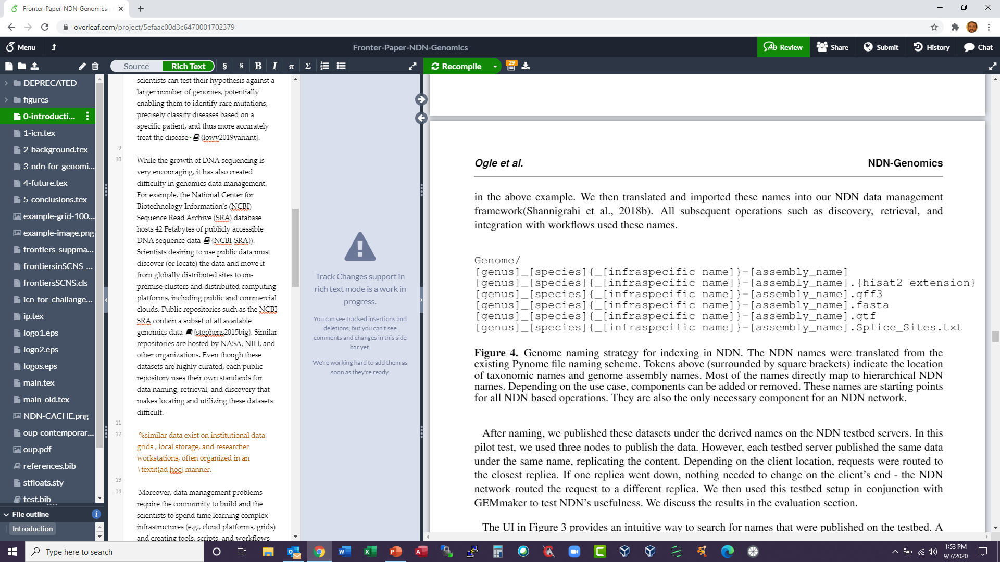 Fronter-Paper-NDN-Genomics -
overleaf.com/project/5efaac00d3c6470001702379
Menu
Fronter-Paper-NDN-Genomics
Review
Share
Submit
History
Chat
Source
Rich Text
§
§
B
I
π
Σ
Recompile
29
DEPRECATED
figures
0-introducti...
1-icn.tex
2-background.tex
3-ndn-for-genomi...
4-future.tex
5-conclusions.tex
example-grid-100...
example-image.png
frontiers_suppma...
frontiersinSCNS_...
frontiersSCNS.cls
icn_for_challange...
ip.tex
logo1.eps
logo2.eps
logos.eps
main.tex
main_old.tex
NDN-CACHE.png
oup-contemporar...
oup.pdf
references.bib
stfloats.sty
test.bib
File outline
Introduction
scientists can test their hypothesis against a
larger number of genomes, potentially
enabling them to identify rare mutations,
precisely classify diseases based on a
specific patient, and thus more accurately
treat the disease~ {lowy2019variant}.
9
10 While the growth of DNA sequencing is
very encouraging, it has also created
difficulty in genomics data management.
For example, the National Center for
Biotechnology Information's (NCBI)
Sequence Read Archive (SRA) database
hosts 42 Petabytes of publicly accessible
DNA sequence data {NCBI-SRA}).
Scientists desiring to use public data must
discover (or locate) the data and move it
from globally distributed sites to on-
premise clusters and distributed computing
platforms, including public and commercial
clouds. Public repositories such as the NCBI
SRA contain a subset of all available
genomics data {stephens2015big}. Similar
repositories are hosted by NASA, NIH, and
other organizations. Even though these
datasets are highly curated, each public
repository uses their own standards for
data naming, retrieval, and discovery that
makes locating and utilizing these datasets
difficult.
11
12 %similar data exist on institutional data
grids , local storage, and researcher
workstations, often organized in an
\textit{ad hoc} manner.
13
14 Moreover, data management problems
require the community to build and the
scientists to spend time learning complex
infrastructures (e.g., cloud platforms, grids)
and creating tools, scripts, and workflows
Track Changes support in
rich text mode is a work in
progress.
You can see tracked insertions and
deletions, but you can't see
comments and changes in this side
bar yet.
We're working hard to add them as
soon as they're ready.
Ogle et al.
NDN-Genomics
in the above example. We then translated and imported these names into our NDN data management
framework(Shannigrahi et al., 2018b). All subsequent operations such as discovery, retrieval, and
integration with workflows used these names.
Genome/
[genus]_[species]{_[infraspecific name]}-[assembly_name]
[genus]_[species]{_[infraspecific name]}-[assembly_name].{hisat2 extension}
[genus]_[species]{_[infraspecific name]}-[assembly_name].gff3
[genus]_[species]{_[infraspecific name]}-[assembly_name].fasta
[genus]_[species]{_[infraspecific name]}-[assembly_name].gtf
[genus]_[species]{_[infraspecific name]}-[assembly_name].Splice_Sites.txt
Figure 4. Genome naming strategy for indexing in NDN. The NDN names were translated from the
existing Pynome file naming scheme. Tokens above (surrounded by square brackets) indicate the location
of taxonomic names and genome assembly names. Most of the names directly map to hierarchical NDN
names. Depending on the use case, components can be added or removed. These names are starting points
for all NDN based operations. They are also the only necessary component for an NDN network.
After naming, we published these datasets under the derived names on the NDN testbed servers. In this
pilot test, we used three nodes to publish the data. However, each testbed server published the same data
under the same name, replicating the content. Depending on the client location, requests were routed to
the closest replica. If one replica went down, nothing needed to change on the client's end - the NDN
network routed the request to a different replica. We then used this testbed setup in conjunction with
GEMmaker to test NDN's usefulness. We discuss the results in the evaluation section.
The UI in Figure 3 provides an intuitive way to search for names that were published on the testbed. A
Type here to search
1:53 PM
9/7/2020